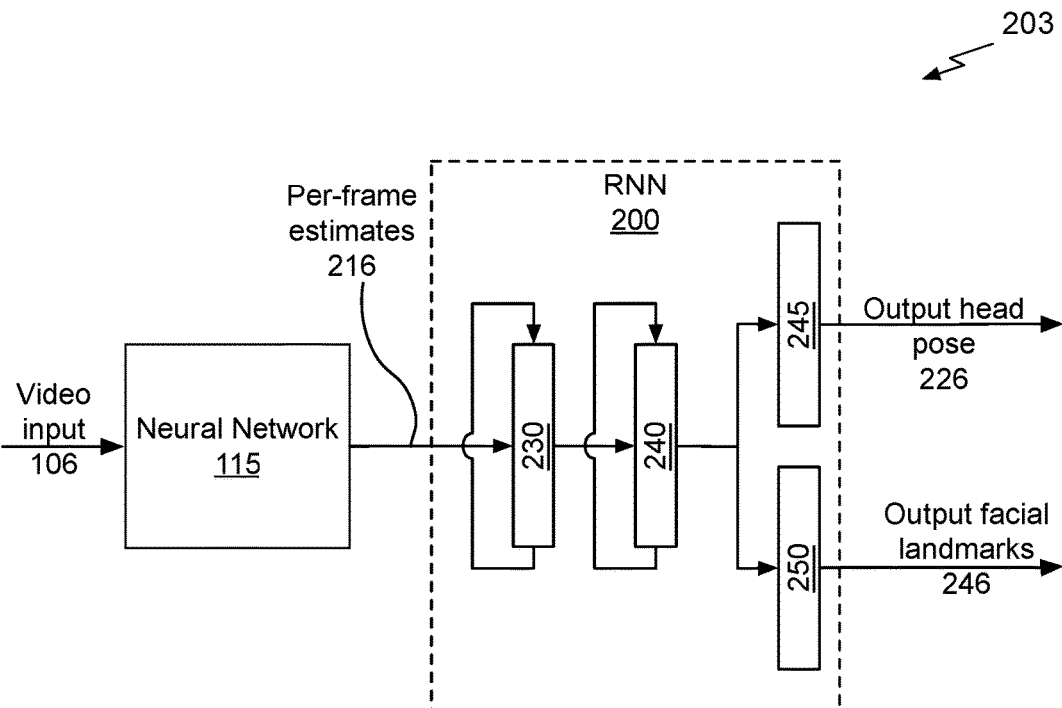 203
RNN
200
Per-frame
estimates
216
Video
input
106
Neural Network
115
230
240
245
250
Output head
pose
226
Output facial
landmarks
246